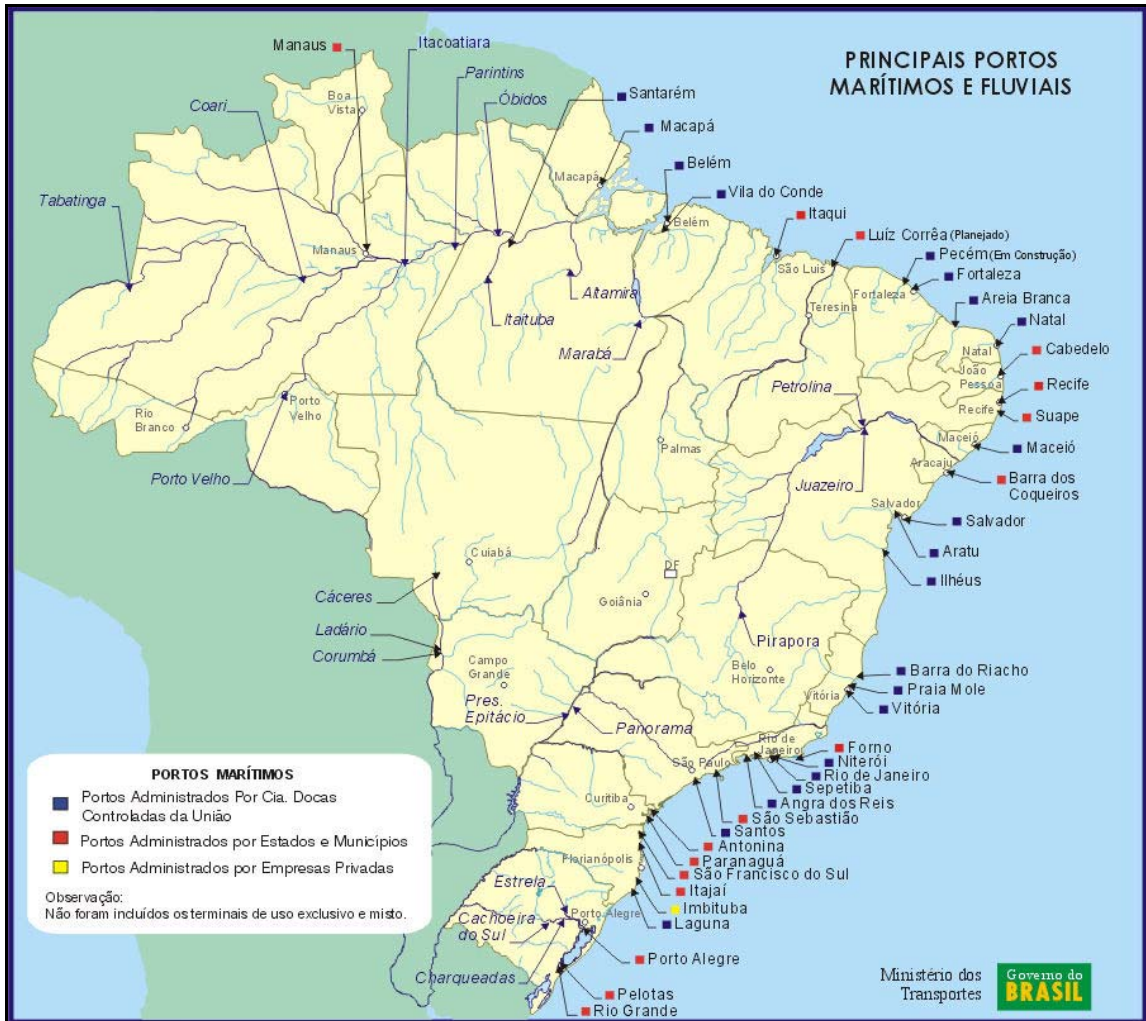 PRINCIPAIS PORTOS
MARÍTIMOS E FLUVIAIS
Manaus
Itacoatiara
Parintins
Óbidos
Coari
Tabatinga
Santarém
Macapá
Belém
Vila do Conde
Itaqui
Luíz Corrêa (Planejado)
Pecém (Em Construção)
Fortaleza
Areia Branca
Natal
Cabedelo
Recife
Suape
Maceió
Barra dos
Coqueiros
Salvador
Aratu
Ilhéus
Barra do Riacho
Praia Mole
Vitória
Forno
Niterói
Rio de Janeiro
Sepetiba
Angra dos Reis
São Sebastião
Santos
Antonina
Paranaguá
São Francisco do Sul
Itajaí
Imbituba
Laguna
Porto Alegre
Pelotas
Rio Grande
Boa
Vista
Macapá
Belém
Manaus
São Luis
Teresina
Fortaleza
Natal
João
Pessoa
Recife
Maceió
Aracaju
Salvador
Altamira
Itaituba
Marabá
Petrolina
Juazeiro
Palmas
Porto
Velho
Rio
Branco
Porto Velho
Cuiabá
DF
Goiânia
Cáceres
Ladário
Corumbá
Pirapora
Belo
Horizonte
Vitória
Campo
Grande
Pres.
Epitácio
Panorama
São Paulo
Rio de
Janeiro
Curitiba
Florianópolis
Estrela
Cachoeira
do Sul
Porto Alegre
Charqueadas
PORTOS MARÍTIMOS
Portos Administrados Por Cia. Docas
Controladas da União
Portos Administrados por Estados e Municípios
Portos Administrados por Empresas Privadas
Observação:
Não foram incluídos os terminais de uso exclusivo e misto.
Ministério dos
Transportes
Governo do
BRASIL